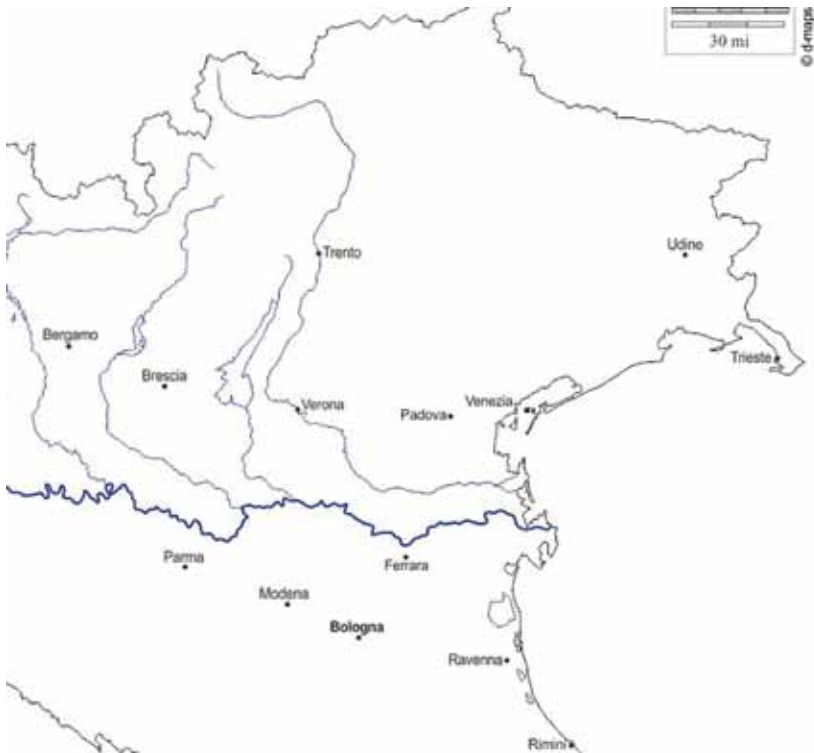 30 mi
© d-maps
Trento
Udine
Bergamo
Trieste
Brescia
Verona
Padova
Venezia
Parma
Ferrara
Modena
Bologna
Ravenna
Rimini